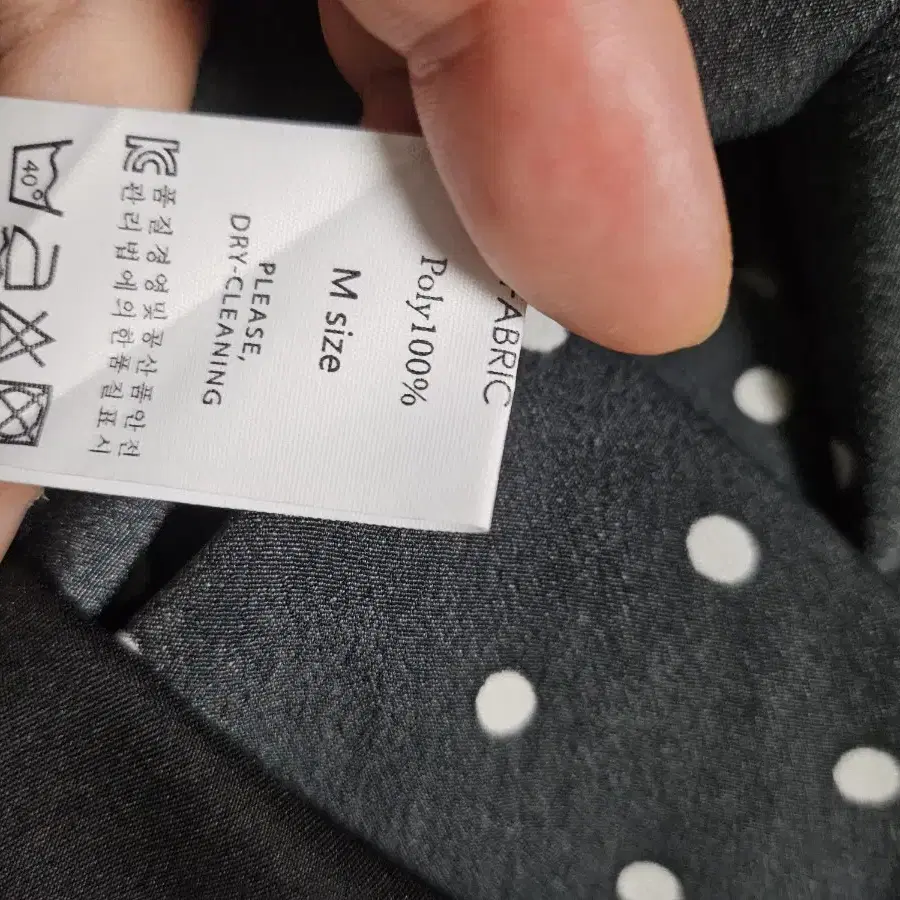 FABRIC
Poly100%
M size
PLEASE,
DRY-CLEANING
품질경영및공산품안전
관리법에의한품질표시
40°